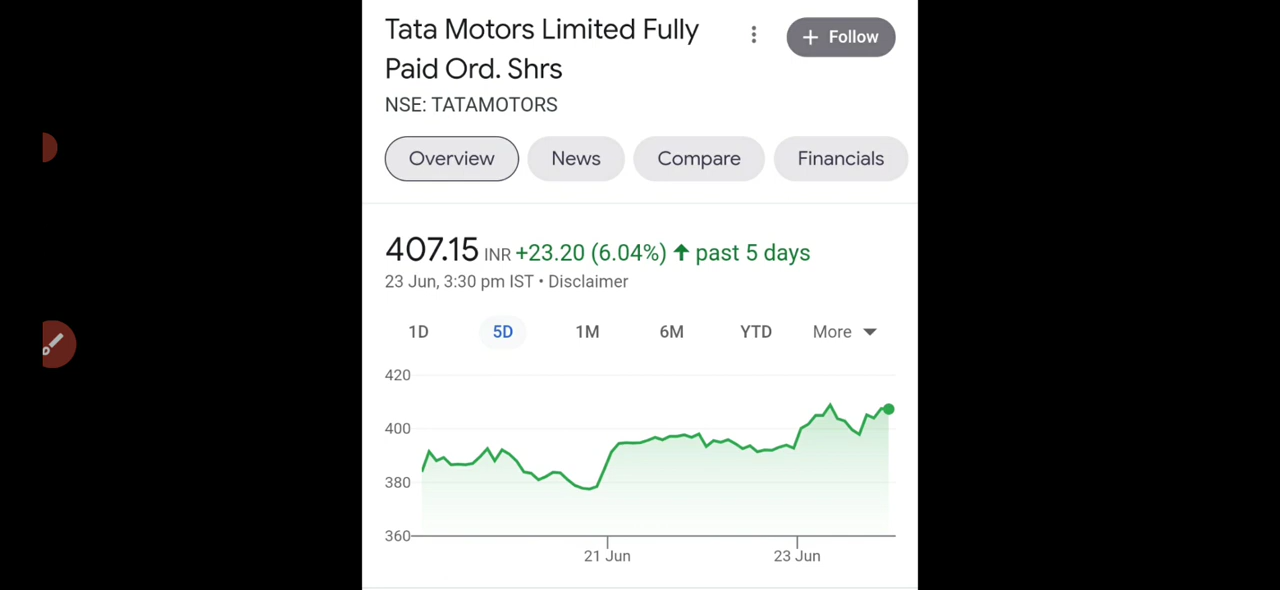 Tata Motors Limited Fully
Paid Ord. Shrs
+ Follow
NSE: TATAMOTORS
Overview News Compare Financials
407.15 INR +23.20 (6.04%) ↑ past 5 days
23 Jun, 3:30 pm IST • Disclaimer
1D 5D 1M 6M YTD More
420
400
380
360
21 Jun 23 Jun